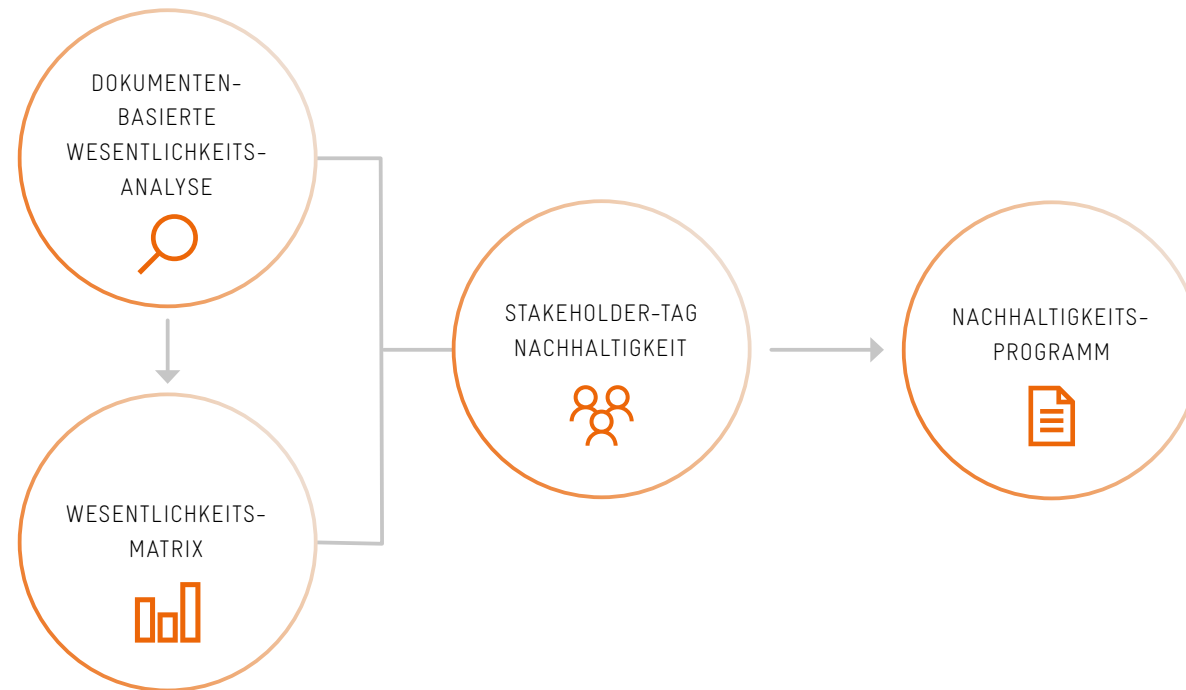 DOKUMENTEN-
BASIERTE
WESENTLICHKEITS-
ANALYSE
WESENTLICHKEITS-
MATRIX
STAKEHOLDER-TAG
NACHHALTIGKEIT
NACHHALTIGKEITS-
PROGRAMM